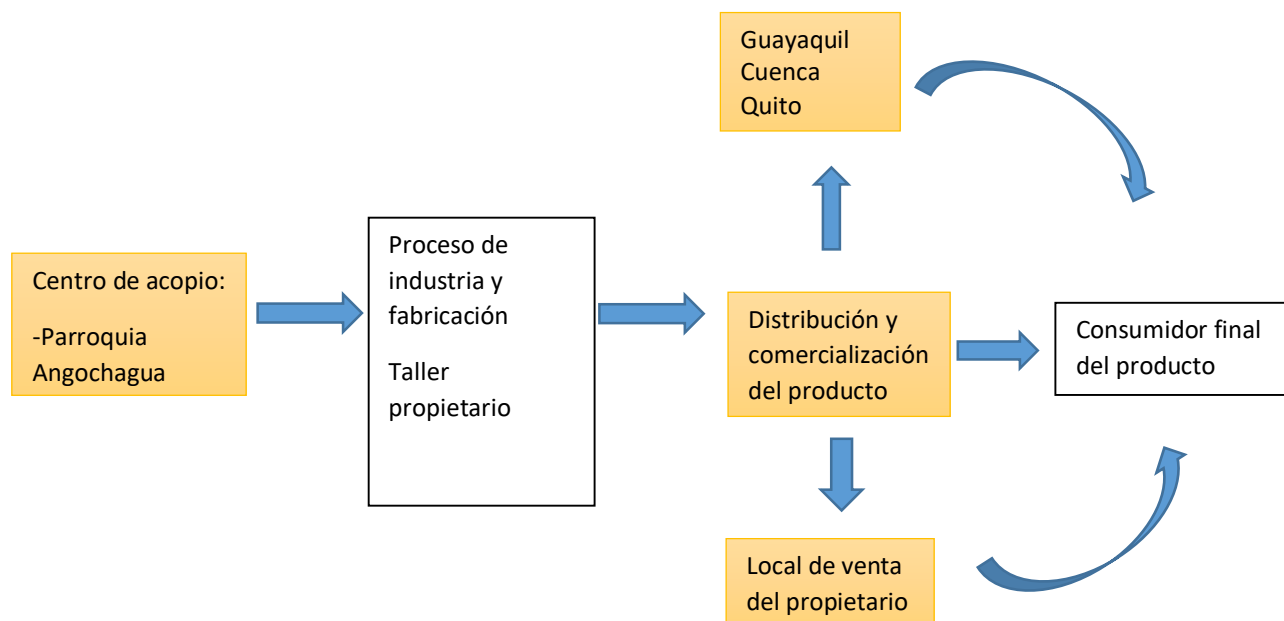 Centro de acopio:
-Parroquia
Angochagua
Proceso de
industria y
fabricación
Taller
propietario
Guayaquil
Cuenca
Quito
Distribución y
comercialización
del producto
Local de venta
del propietario
Consumidor final
del producto